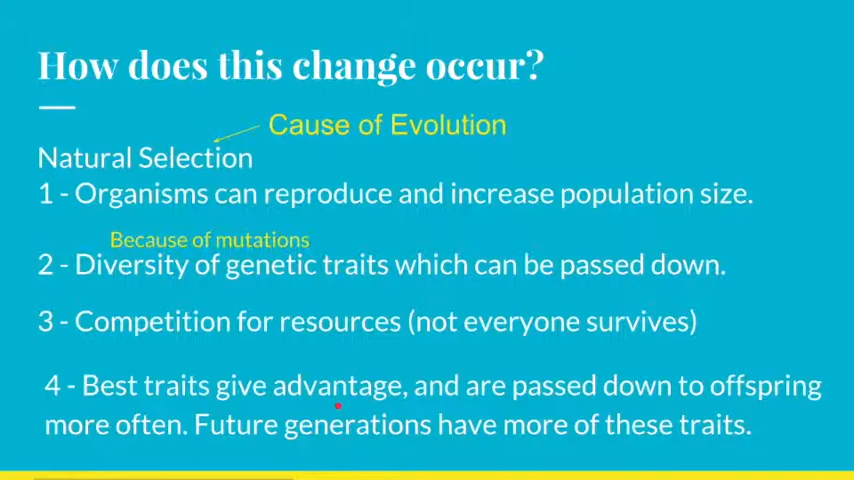 How does this change occur?
Cause of Evolution
Natural Selection
1 - Organisms can reproduce and increase population size.
Because of mutations
2 - Diversity of genetic traits which can be passed down.
3 - Competition for resources (not everyone survives)
4 - Best traits give advantage, and are passed down to offspring
more often. Future generations have more of these traits.